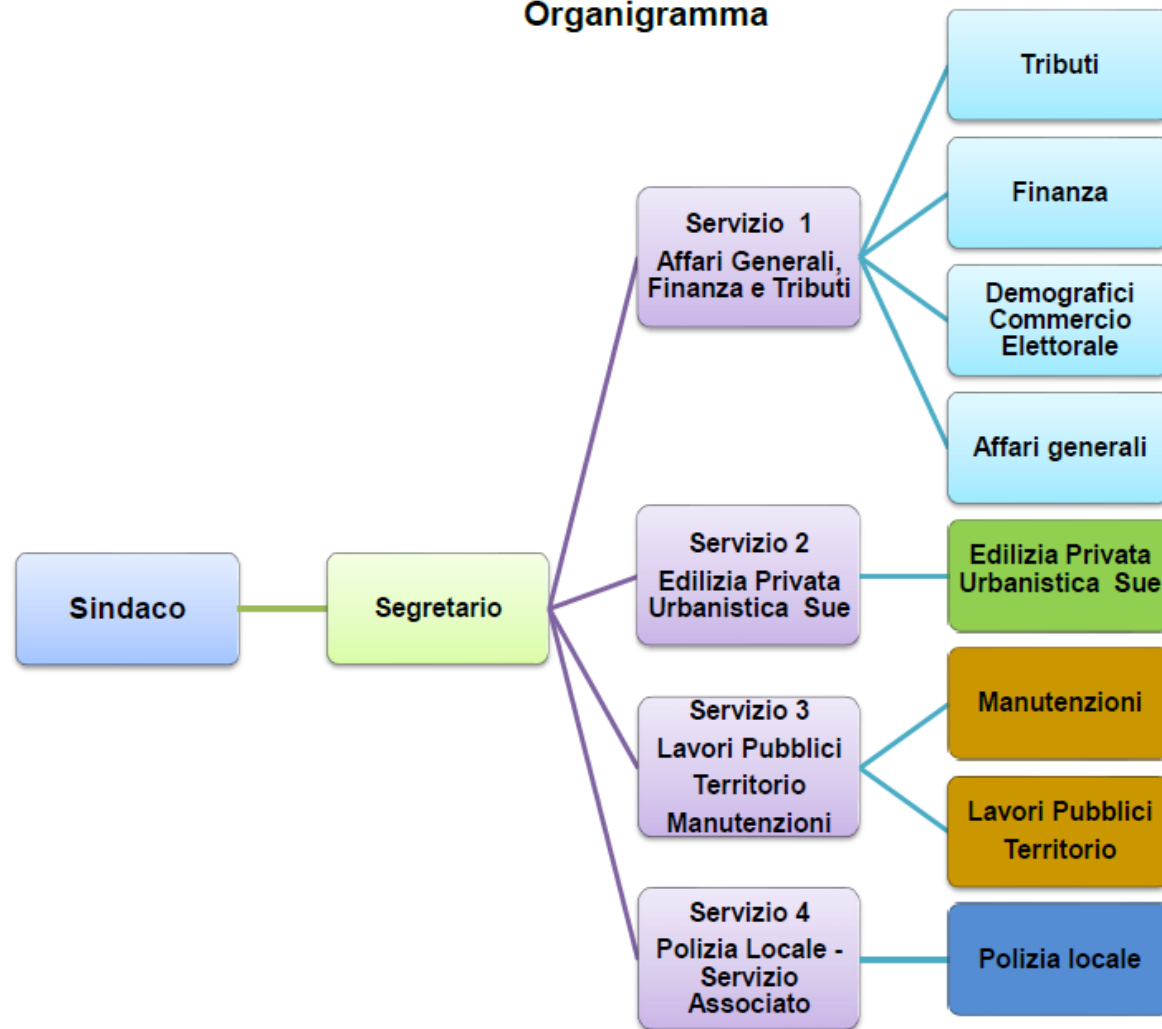 Organigramma
Sindaco
Segretario
Servizio 1
Affari Generali,
Finanza e Tributi
Servizio 2
Edilizia Privata
Urbanistica Sue
Servizio 3
Lavori Pubblici
Territorio
Manutenzioni
Servizio 4
Polizia Locale -
Servizio
Associato
Tributi
Finanza
Demografici
Commercio
Elettorale
Affari generali
Edilizia Privata
Urbanistica Sue
Manutenzioni
Lavori Pubblici
Territorio
Polizia locale